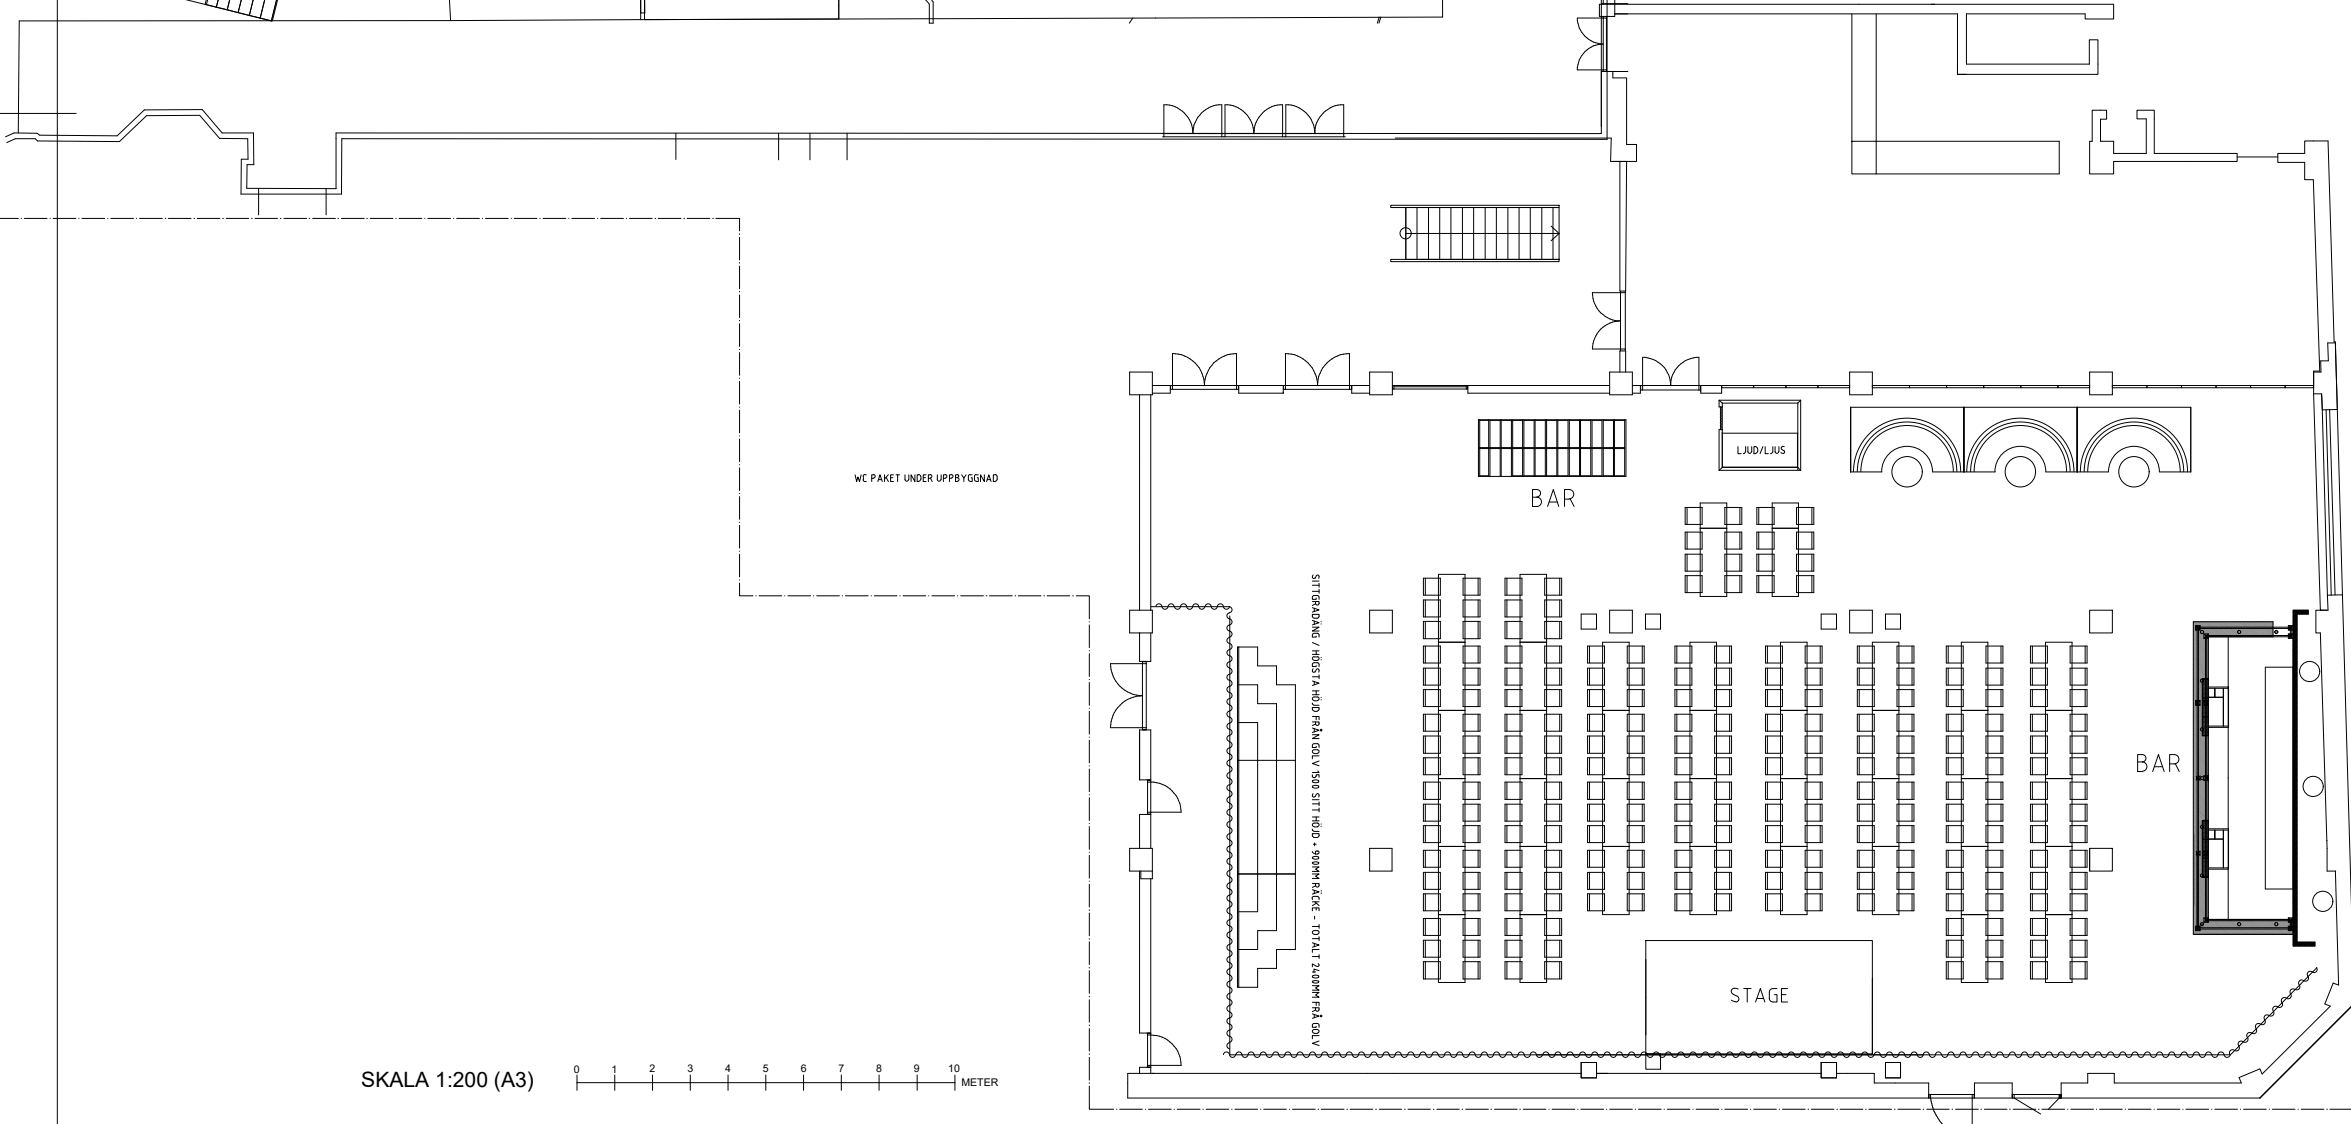 LJUD/LJUS
WC PAKET UNDER UPPBYGGNAD
BAR
SITTGRADÄNG / HÖGSTA HÖJD FRÅN GOLV 1500 SITT HÖJD + 900MM RÄCKE - TOTALT 2400MM FRÅ GOLV
BAR
STAGE
SKALA 1:200 (A3)
0 1 2 3 4 5 6 7 8 9 10
METER